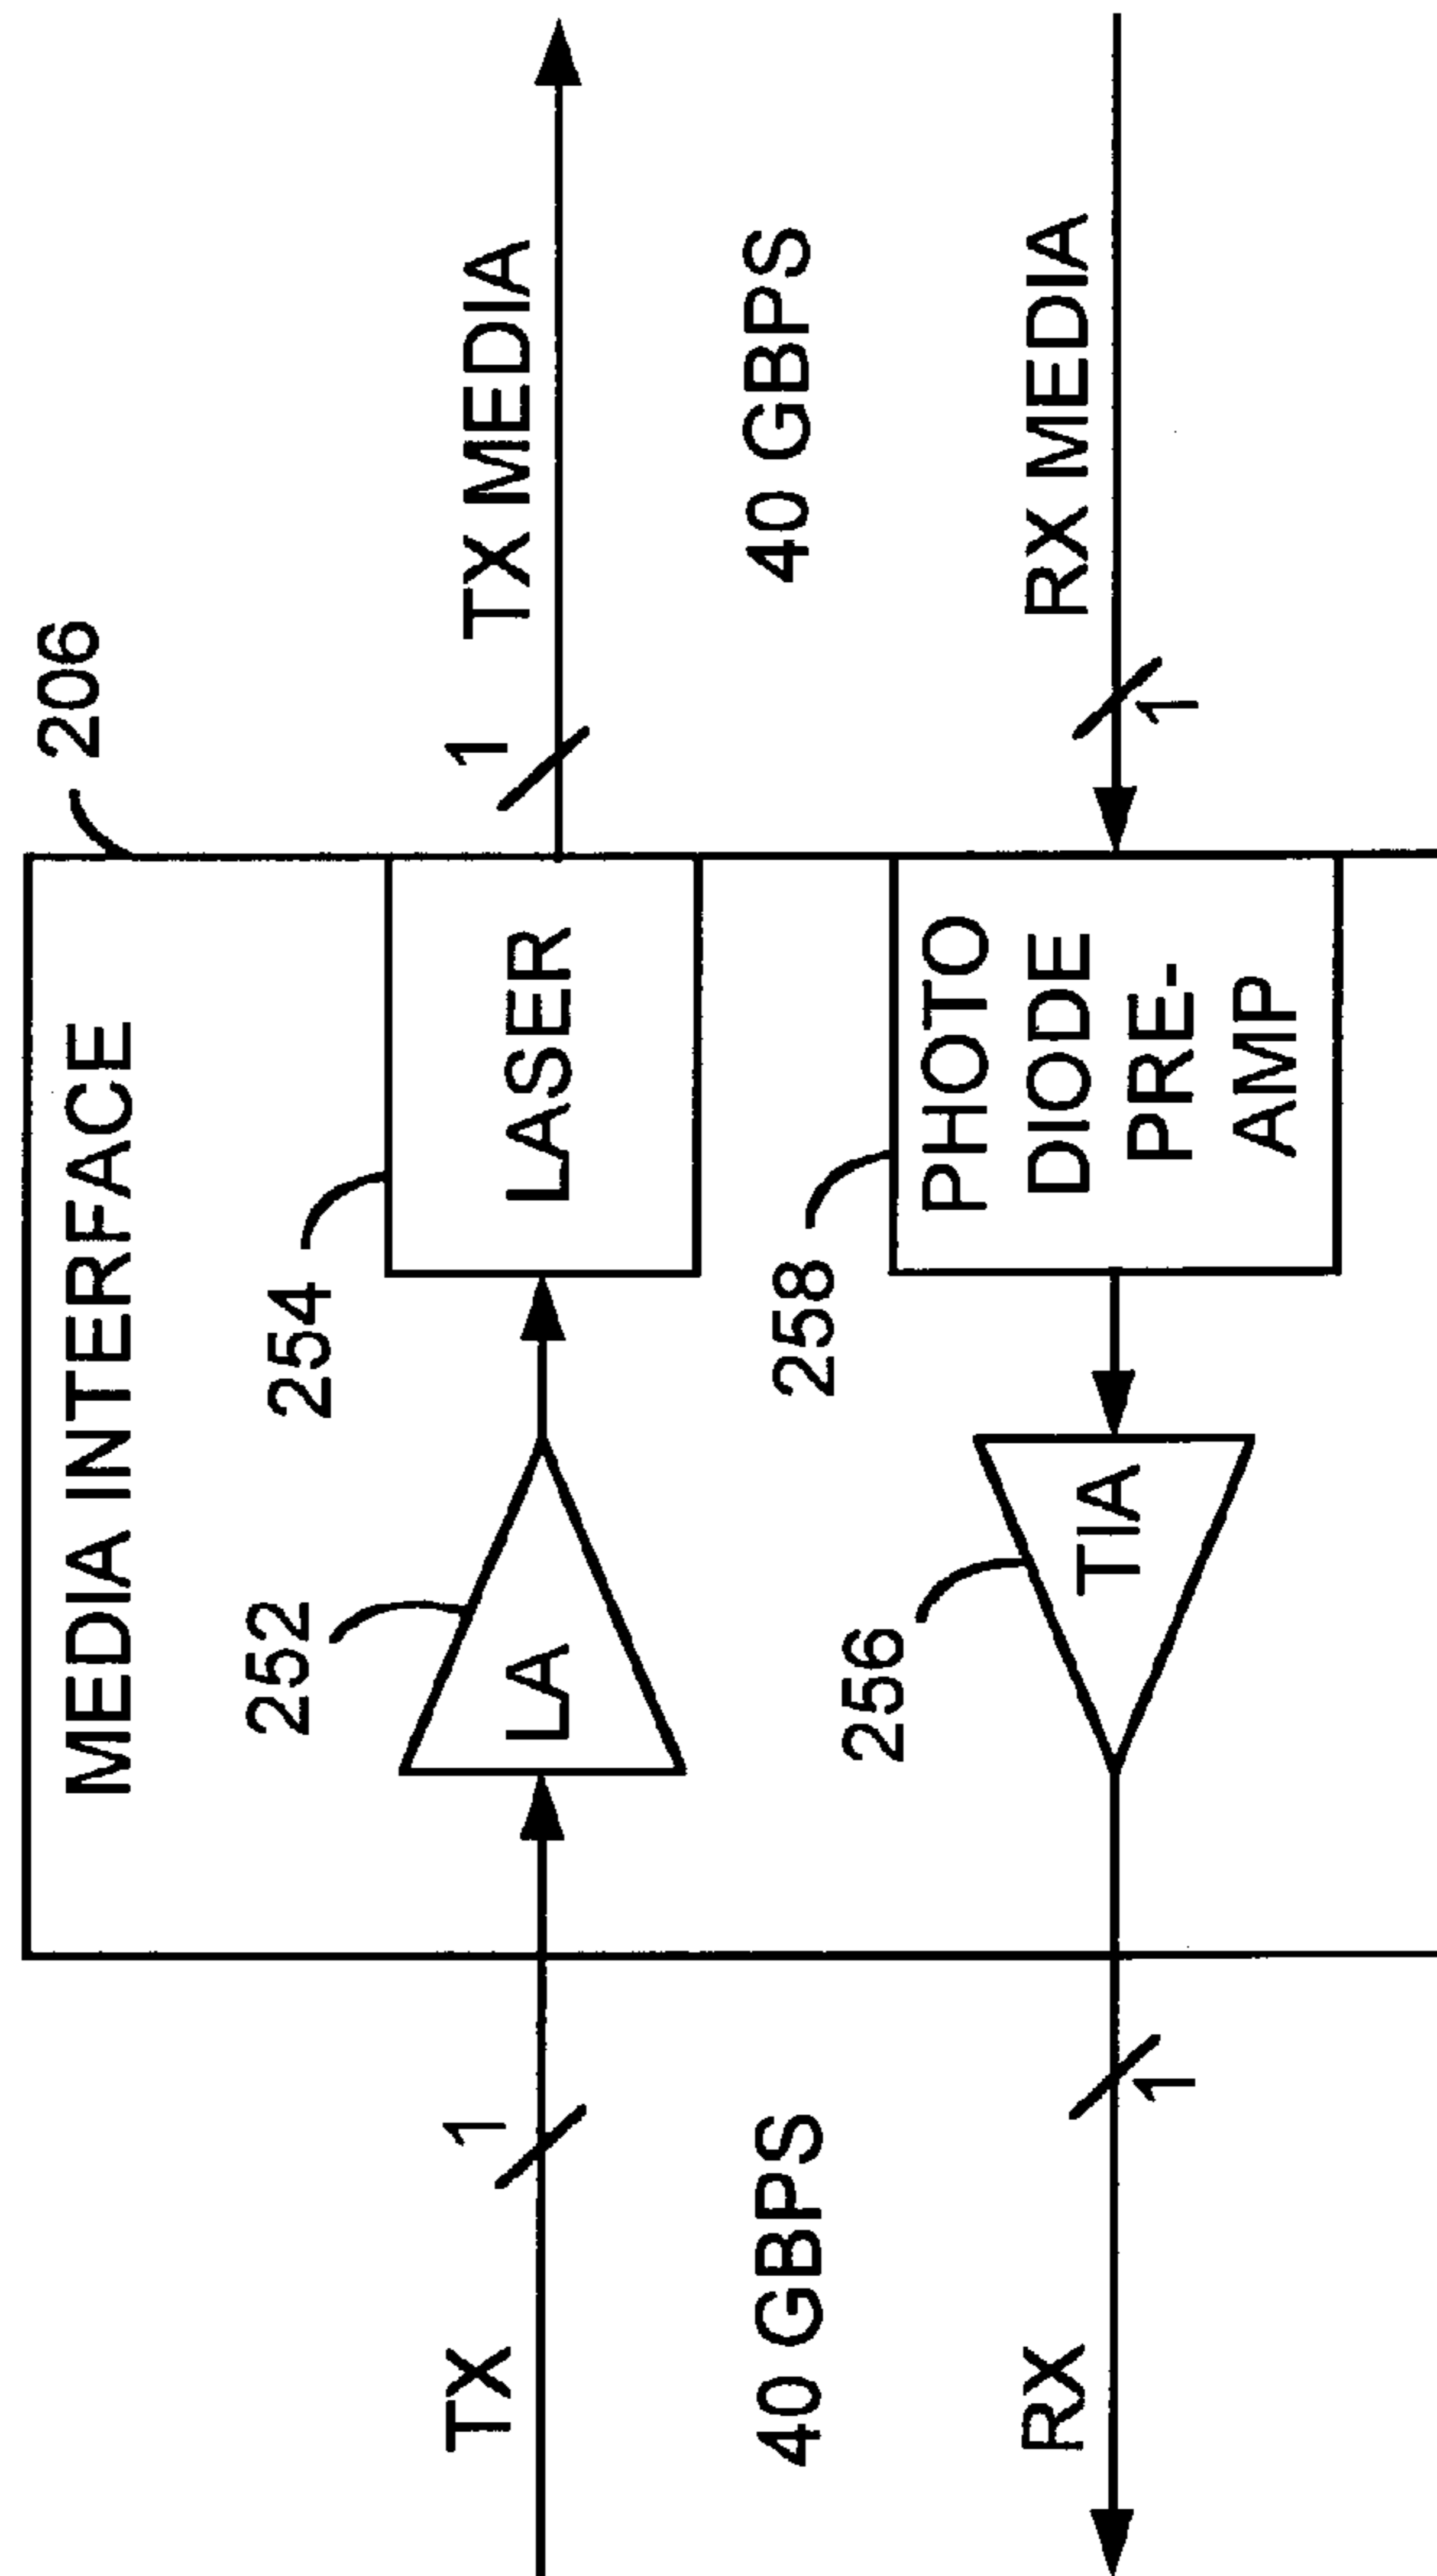 206
MEDIA INTERFACE
TX
1
252
LA
254
LASER
1
TX MEDIA
40 GBPS
40 GBPS
RX
1
256
TIA
258
PHOTO
DIODE
PRE-
AMP
1
RX MEDIA